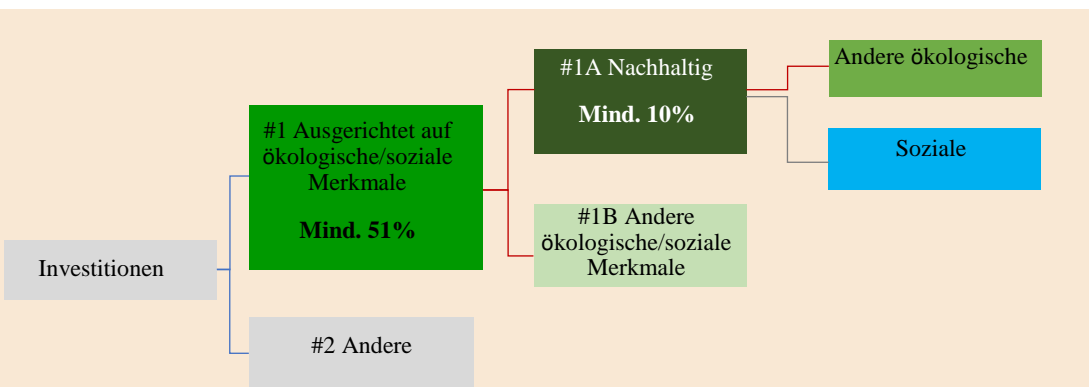 Investitionen
#1 Ausgerichtet auf
ökologische/soziale
Merkmale
Mind. 51%
#2 Andere
#1A Nachhaltig
Mind. 10%
#1B Andere
ökologische/soziale
Merkmale
Andere ökologische
Soziale